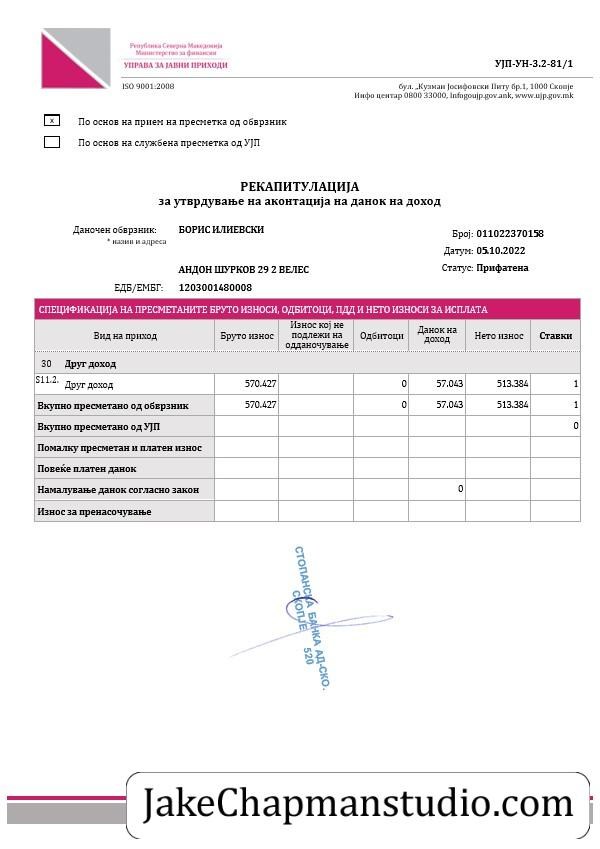 Република Северна Македонија
Министерство за финансии
УПРАВА ЗА ЈАВНИ ПРИХОДИ
УЈП-УН-3.2-81/1
ISO 9001:2008
бул. „Кузман Јосифовски Питу бр.1, 1000 Скопје
Инфо центар 0800 33000, infogoujp.gov.ank, www.ujp.gov.mk
x По основ на прием на пресметка од обврзник
По основ на службена пресметка од УЈП
РЕКАПИТУЛАЦИЈА
за утврдување на аконтација на данок на доход
Даночен обврзник: БОРИС ИЛИЕВСКИ
* назив и адреса
Број: 011022370158
Датум: 05.10.2022
АНДОН ШУРКОВ 29 2 ВЕЛЕС
Статус: Прифатена
ЕДБ/ЕМБГ: 1203001480008
СПЕЦИФИКАЦИЈА НА ПРЕСМЕТАНИТЕ БРУТО ИЗНОСИ, ОДБИТОЦИ, ПДД И НЕТО ИЗНОСИ ЗА ИСПЛАТА
Вид на приход Бруто износ Износ кој не подлежи на одданочување Одбитоци Данок на доход Нето износ Ставки
30 Друг доход
S11.2. Друг доход 570.427 0 57.043 513.384 1
Вкупно пресметано од обврзник 570.427 0 57.043 513.384 1
Вкупно пресметано од УЈП 0
Помалку пресметан и платен износ
Повеќе платен данок
Намалување данок согласно закон 0
Износ за пренасочување
СТОПАНСКА БАНКА АД-СКО.
СКОПЈЕ 520
JakeChapmanstudio.com